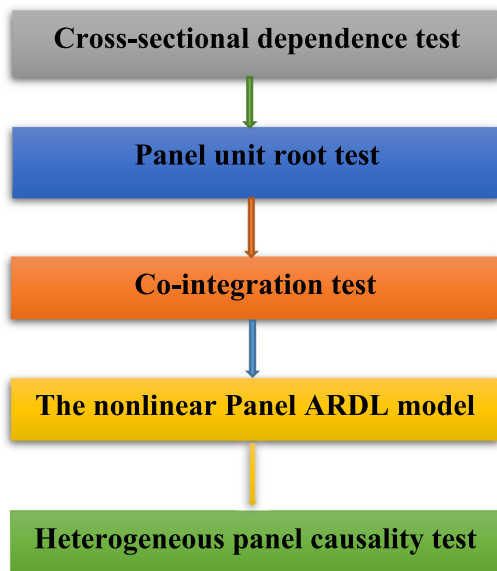 Cross-sectional dependence test
Panel unit root test
Co-integration test
The nonlinear Panel ARDL model
Heterogeneous panel causality test